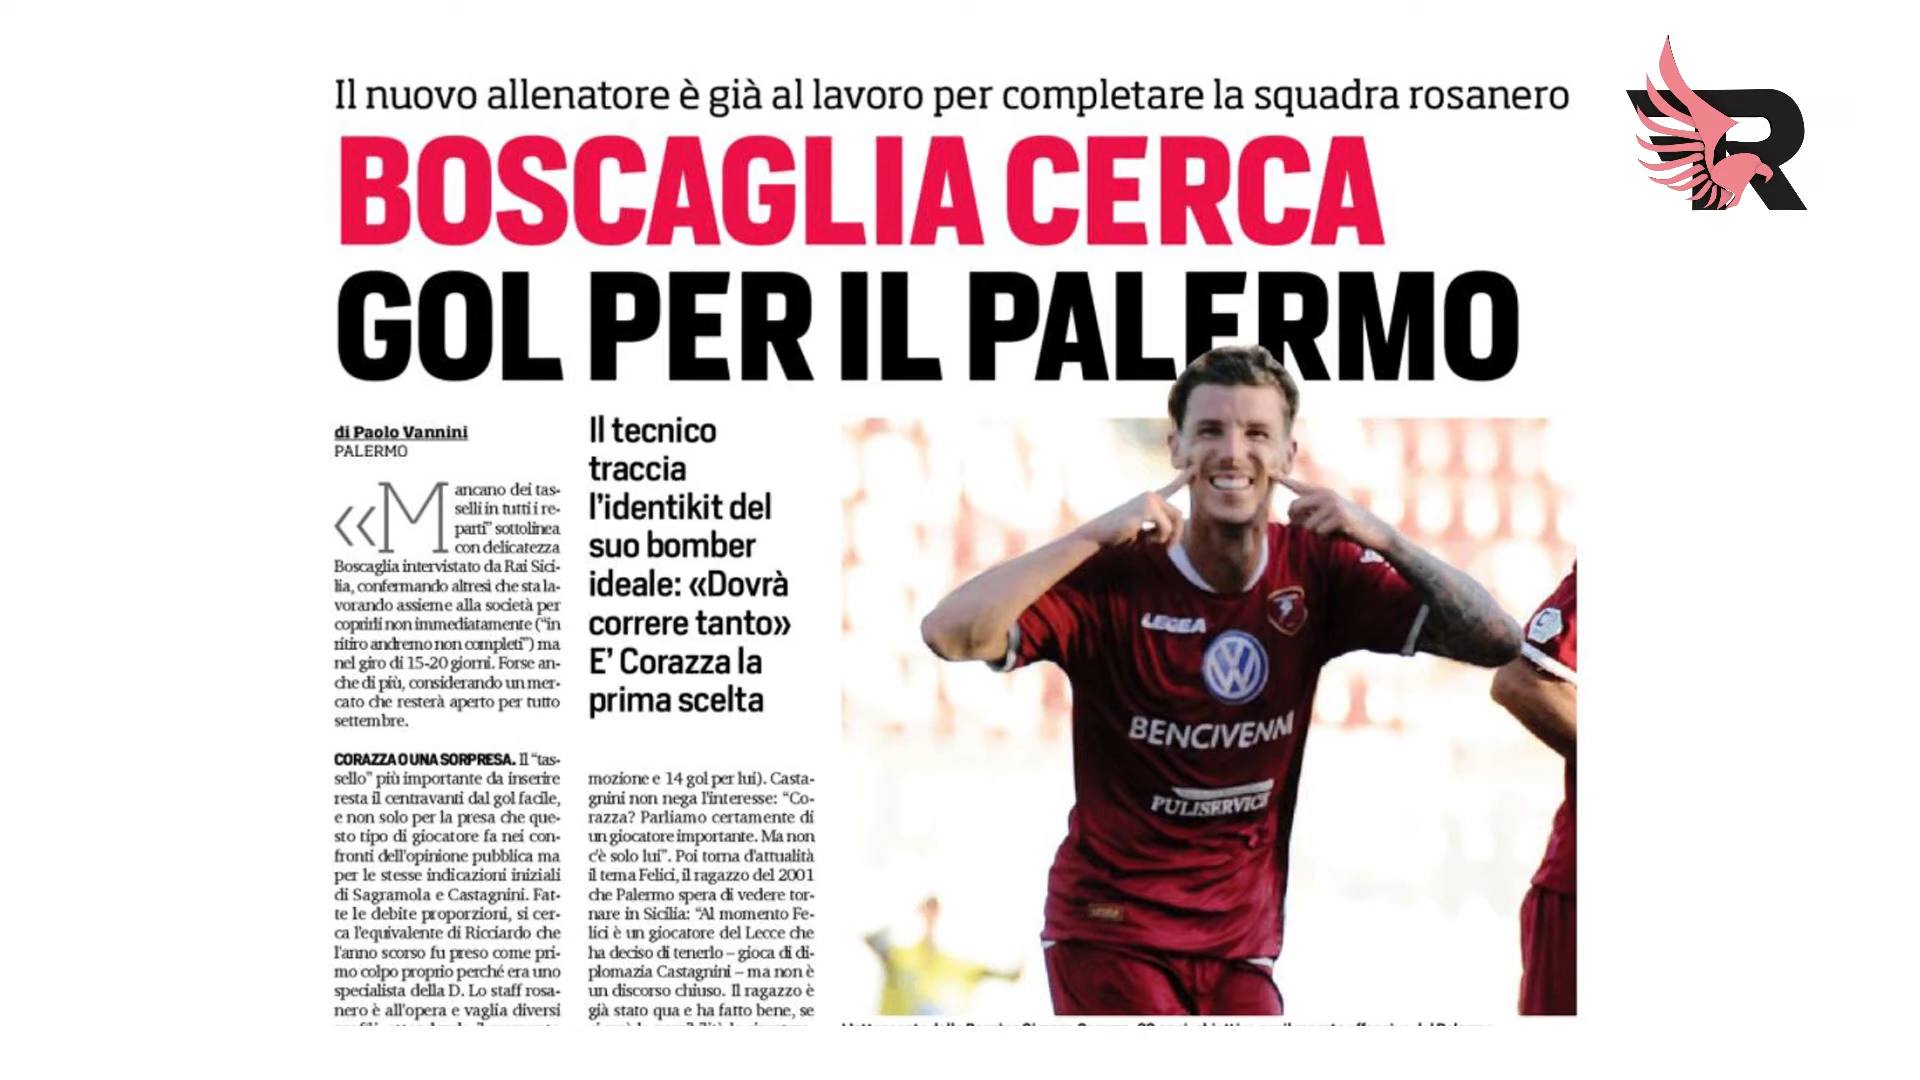 Il nuovo allenatore è già al lavoro per completare la squadra rosanero
BOSCAGLIA CERCA
GOL PER IL PALERMO
R
di Paolo Vannini
PALERMO
«Mancano dei tas-
selli in tutti i re-
parti” sottolinea
con delicatezza
Boscaglia intervistato da Rai Sici-
lia, confermando altresì che sta la-
vorando assieme alla società per
coprirli non immediatamente (“in
ritiro andremo non completi”) ma
nel giro di 15-20 giorni. Forse an-
che di più, considerando un mer-
cato che resterà aperto per tutto
settembre.
CORAZZA O UNA SORPRESA. Il “tas-
sello” più importante da inserire
resta il centravanti dal gol facile,
e non solo per la presa che que-
sto tipo di giocatore fa nei con-
fronti dell'opinione pubblica ma
per le stesse indicazioni iniziali
di Sagramola e Castagnini. Fat-
te le debite proporzioni, si cer-
ca l'equivalente di Ricciardo che
l'anno scorso fu preso come pri-
mo colpo proprio perché era uno
specialista della D. Lo staff rosa-
nero è all'opera e vaglia diversi
Il tecnico
traccia
l’identikit del
suo bomber
ideale: «Dovrà
correre tanto»
E’ Corazza la
prima scelta
mozione e 14 gol per lui). Casta-
gnini non nega l'interesse: “Co-
razza? Parliamo certamente di
un giocatore importante. Ma non
c'è solo lui”. Poi torna d'attualità
il tema Felici, il ragazzo del 2001
che Palermo spera di vedere tor-
nare in Sicilia: “Al momento Fe-
lici è un giocatore del Lecce che
ha deciso di tenerlo – gioca di di-
plomazia Castagnini – ma non è
un discorso chiuso. Il ragazzo è
già stato qua e ha fatto bene, se
LEGEA
VW
BENCIVENNI
PULISERVICE